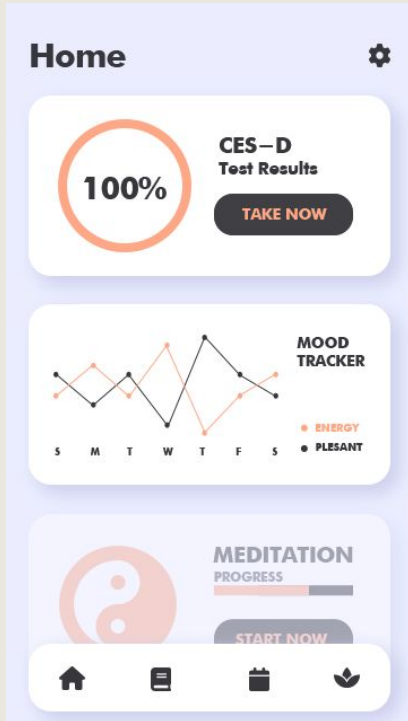 Home
100%
CES–D
Test Results
TAKE NOW
MOOD
TRACKER
ENERGY
PLESANT
S M T W T F S
MEDITATION
PROGRESS
START NOW